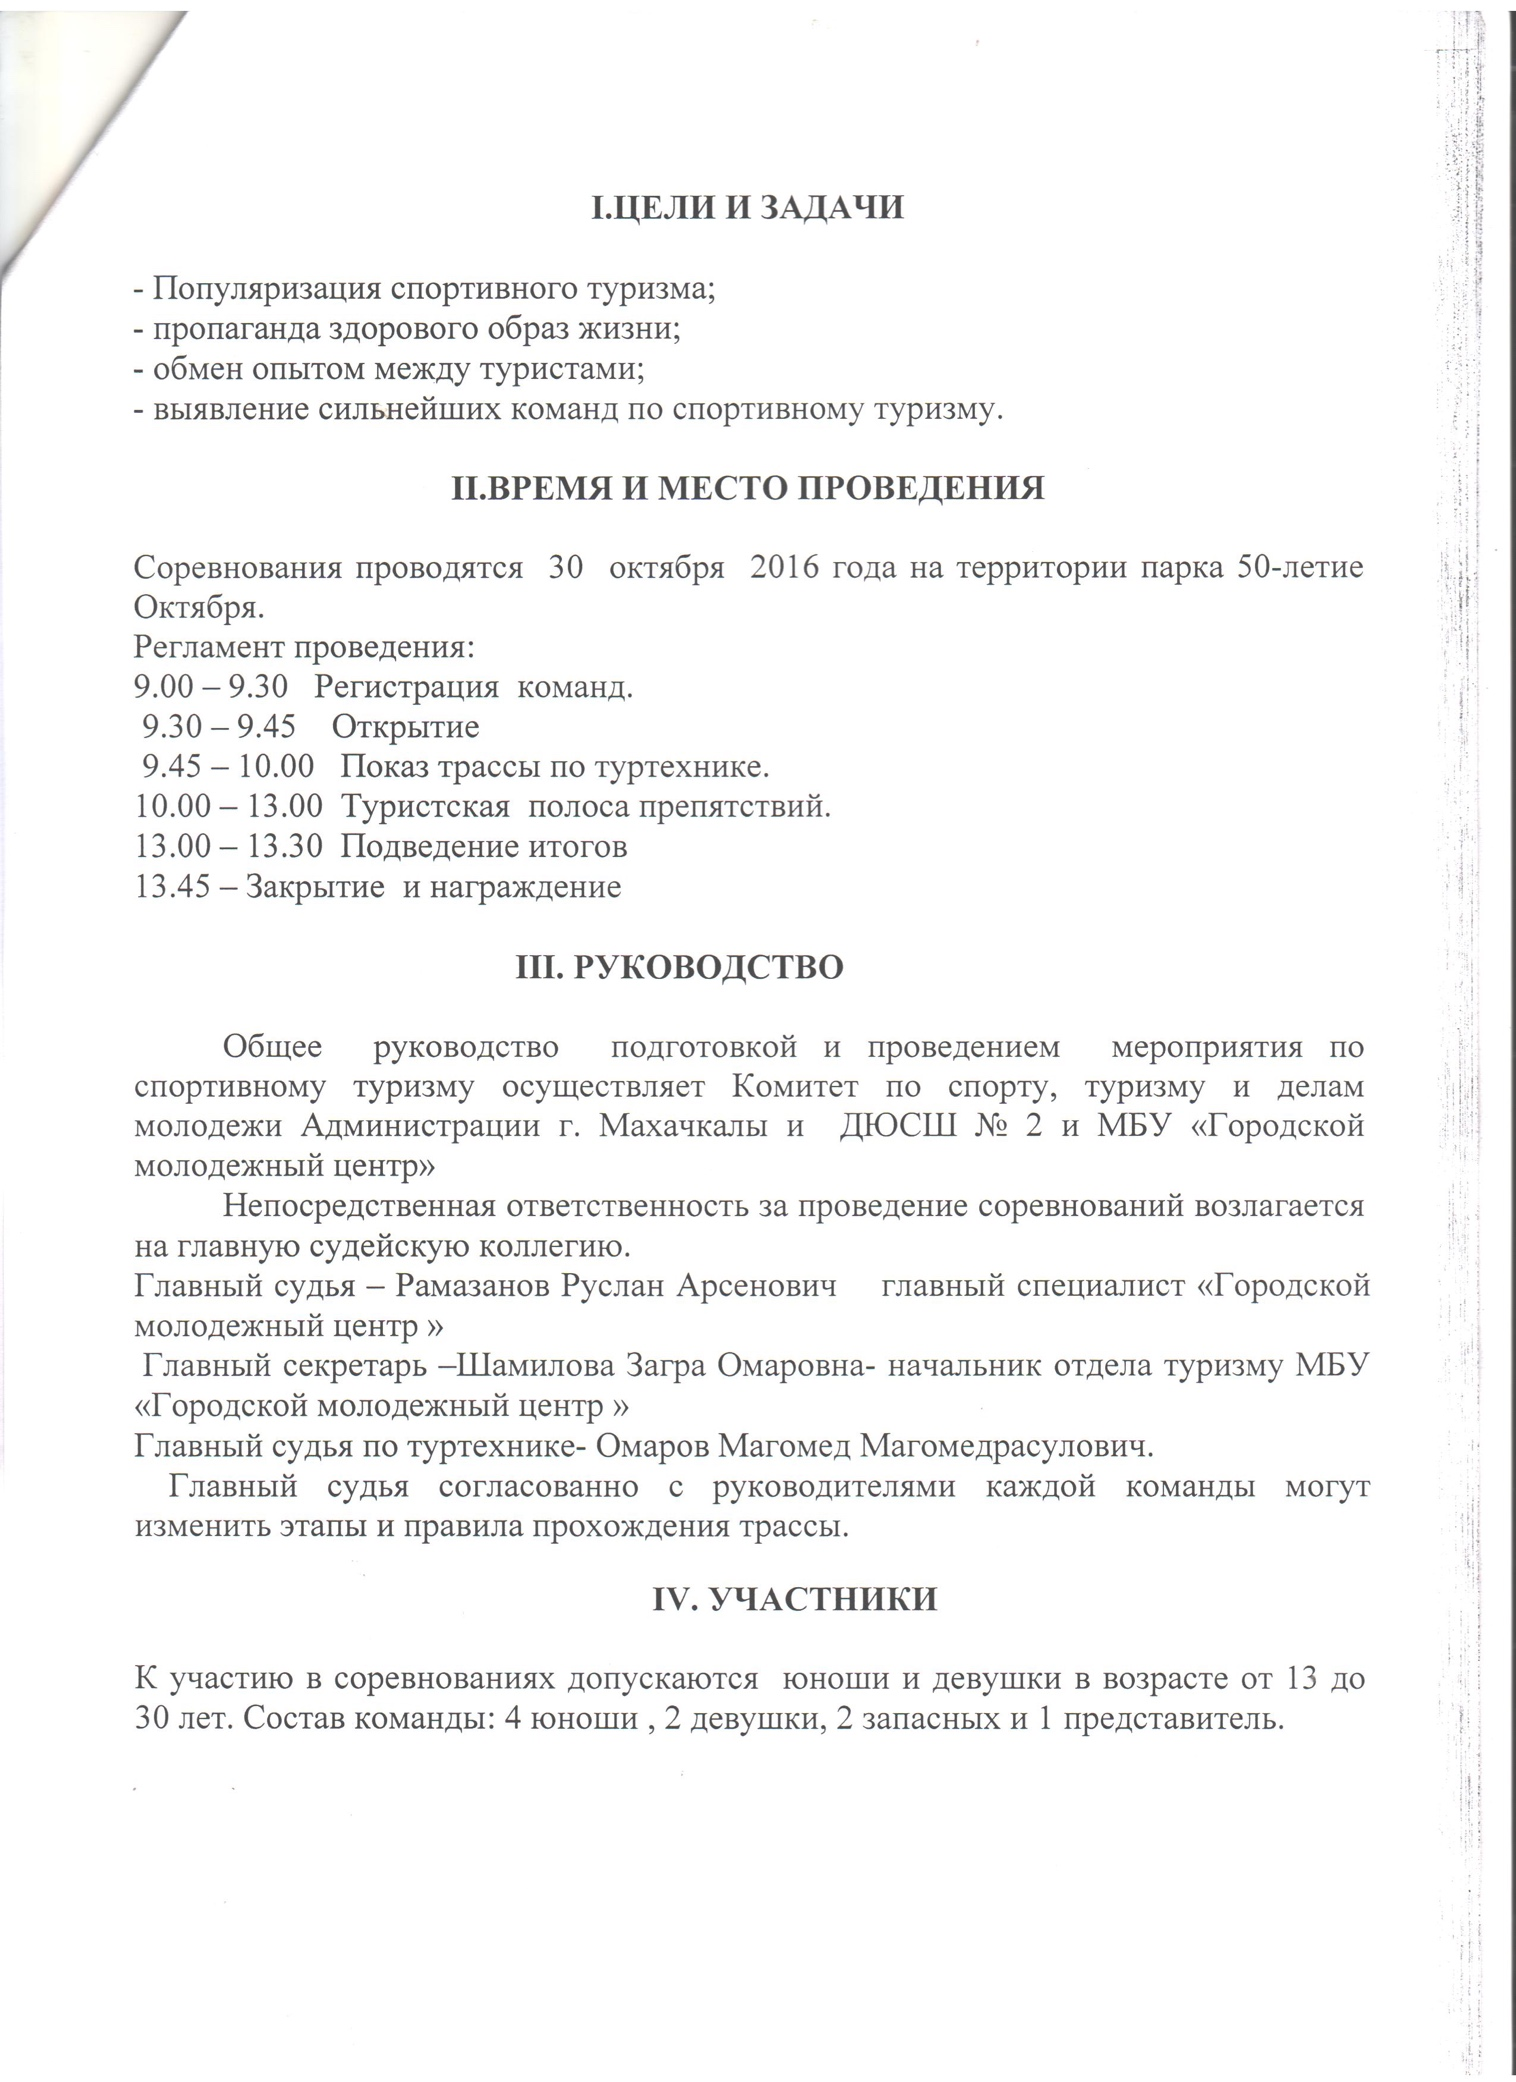 I.ЦЕЛИ И ЗАДАЧИ
- Популяризация спортивного туризма;
- пропаганда здорового образ жизни;
- обмен опытом между туристами;
- выявление сильнейших команд по спортивному туризму.
II.ВРЕМЯ И МЕСТО ПРОВЕДЕНИЯ
Соревнования проводятся 30 октября 2016 года на территории парка 50-летие
Октября.
Регламент проведения:
9.00 – 9.30 Регистрация команд.
9.30 – 9.45 Открытие
9.45 – 10.00 Показ трассы по туртехнике.
10.00 – 13.00 Туристская полоса препятствий.
13.00 – 13.30 Подведение итогов
13.45 – Закрытие и награждение
III. РУКОВОДСТВО
Общее руководство подготовкой и проведением мероприятия по
спортивному туризму осуществляет Комитет по спорту, туризму и делам
молодежи Администрации г. Махачкалы и ДЮСШ № 2 и МБУ «Городской
молодежный центр»
Непосредственная ответственность за проведение соревнований возлагается
на главную судейскую коллегию.
Главный судья – Рамазанов Руслан Арсенович главный специалист «Городской
молодежный центр »
Главный секретарь –Шамилова Загра Омаровна- начальник отдела туризму МБУ
«Городской молодежный центр »
Главный судья по туртехнике- Омаров Магомед Магомедрасулович.
Главный судья согласованно с руководителями каждой команды могут
изменить этапы и правила прохождения трассы.
IV. УЧАСТНИКИ
К участию в соревнованиях допускаются юноши и девушки в возрасте от 13 до
30 лет. Состав команды: 4 юноши , 2 девушки, 2 запасных и 1 представитель.